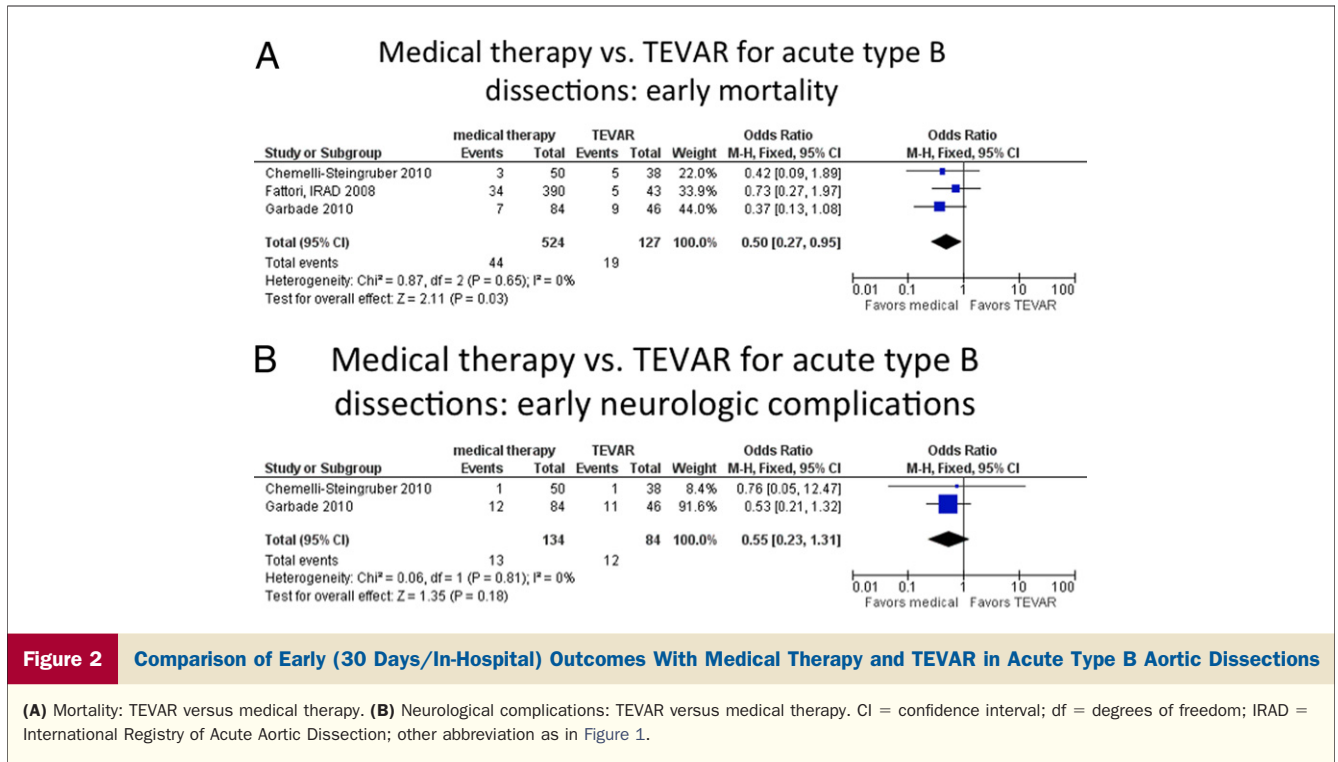 A
Medical therapy vs. TEVAR for acute type B
dissections: early mortality
medical therapy TEVAR Odds Ratio Odds Ratio
Study or Subgroup Events Total Events Total Weight M-H, Fixed, 95% CI M-H, Fixed, 95% CI
Chemelli-Steingruber 2010 3 50 5 38 22.0% 0.42 [0.09, 1.89]
Fattori, IRAD 2008 34 390 5 43 33.9% 0.73 [0.27, 1.97]
Garbade 2010 7 84 9 46 44.0% 0.37 [0.13, 1.08]
Total (95% CI) 524 127 100.0% 0.50 [0.27, 0.95]
Total events 44 19
Heterogeneity: Chi² = 0.87, df = 2 (P = 0.65); I² = 0%
Test for overall effect: Z = 2.11 (P = 0.03)
0.01 0.1 1 10 100
Favors medical Favors TEVAR
B
Medical therapy vs. TEVAR for acute type B
dissections: early neurologic complications
medical therapy TEVAR Odds Ratio Odds Ratio
Study or Subgroup Events Total Events Total Weight M-H, Fixed, 95% CI M-H, Fixed, 95% CI
Chemelli-Steingruber 2010 1 50 1 38 8.4% 0.76 [0.05, 12.47]
Garbade 2010 12 84 11 46 91.6% 0.53 [0.21, 1.32]
Total (95% CI) 134 84 100.0% 0.55 [0.23, 1.31]
Total events 13 12
Heterogeneity: Chi² = 0.06, df = 1 (P = 0.81); I² = 0%
Test for overall effect: Z = 1.35 (P = 0.18)
0.01 0.1 1 10 100
Favors medical Favors TEVAR
Figure 2 Comparison of Early (30 Days/In-Hospital) Outcomes With Medical Therapy and TEVAR in Acute Type B Aortic Dissections
(A) Mortality: TEVAR versus medical therapy. (B) Neurological complications: TEVAR versus medical therapy. CI = confidence interval; df = degrees of freedom; IRAD =
International Registry of Acute Aortic Dissection; other abbreviation as in Figure 1.